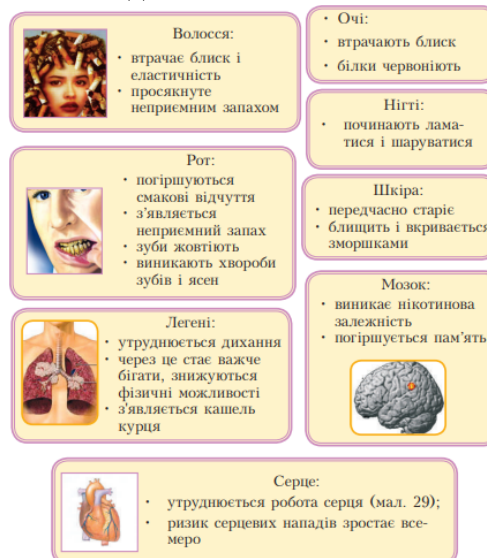 Волосся:
· втрачає блиск і
еластичність
· просякнуте
неприємним запахом
· Очі:
· втрачають блиск
· білки червоніють
Нігті:
· починають лама-
тися і шаруватися
Рот:
· погіршуються
смакові відчуття
· з'являється
неприємний запах
· зуби жовтіють
· виникають хвороби
зубів і ясен
Шкіра:
· передчасно старіє
· блищить і вкривається
зморшками
Мозок:
· виникає нікотинова
залежність
· погіршується пам'ять
Легені:
· утруднюється дихання
· через це стає важче
бігати, знижуються
фізичні можливості
· з'являється кашель
курця
Серце:
· утруднюється робота серця (мал. 29);
· ризик серцевих нападів зростає все-
меро